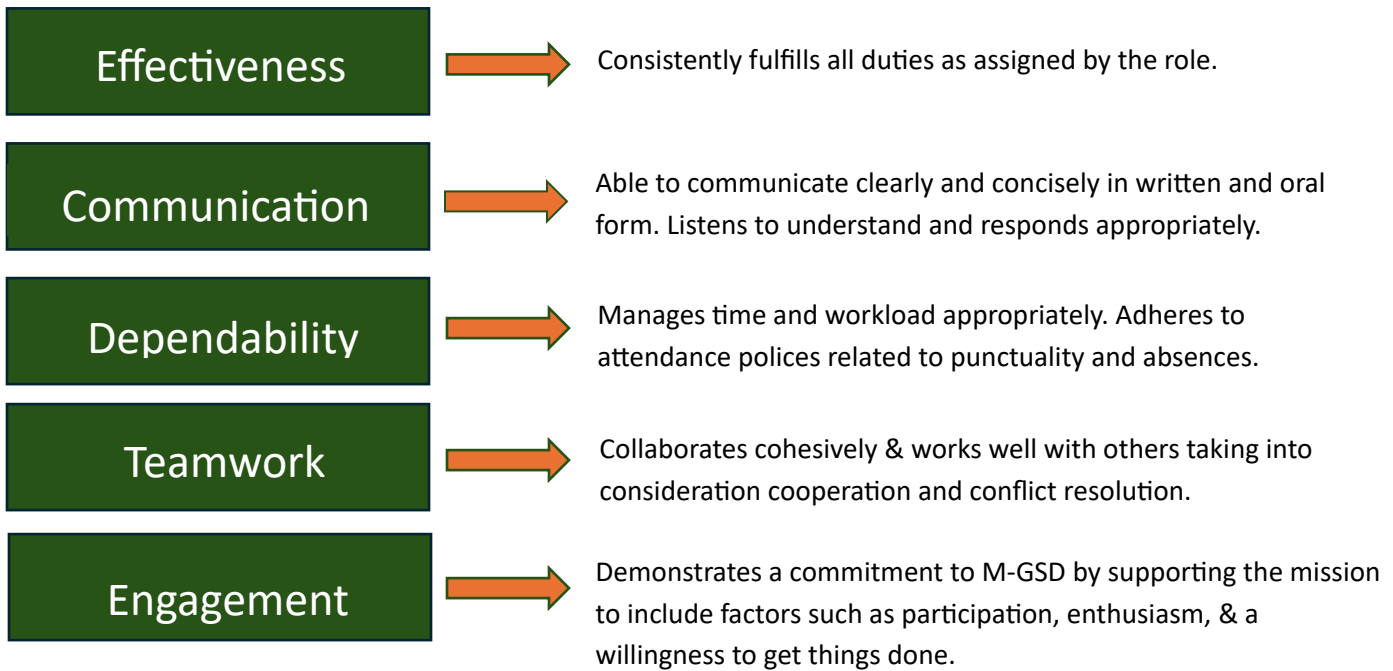 Effectiveness
Consistently fulfills all duties as assigned by the role.
Communication
Able to communicate clearly and concisely in written and oral
form. Listens to understand and responds appropriately.
Dependability
Manages time and workload appropriately. Adheres to
attendance polices related to punctuality and absences.
Teamwork
Collaborates cohesively & works well with others taking into
consideration cooperation and conflict resolution.
Engagement
Demonstrates a commitment to M-GSD by supporting the mission
to include factors such as participation, enthusiasm, & a
willingness to get things done.